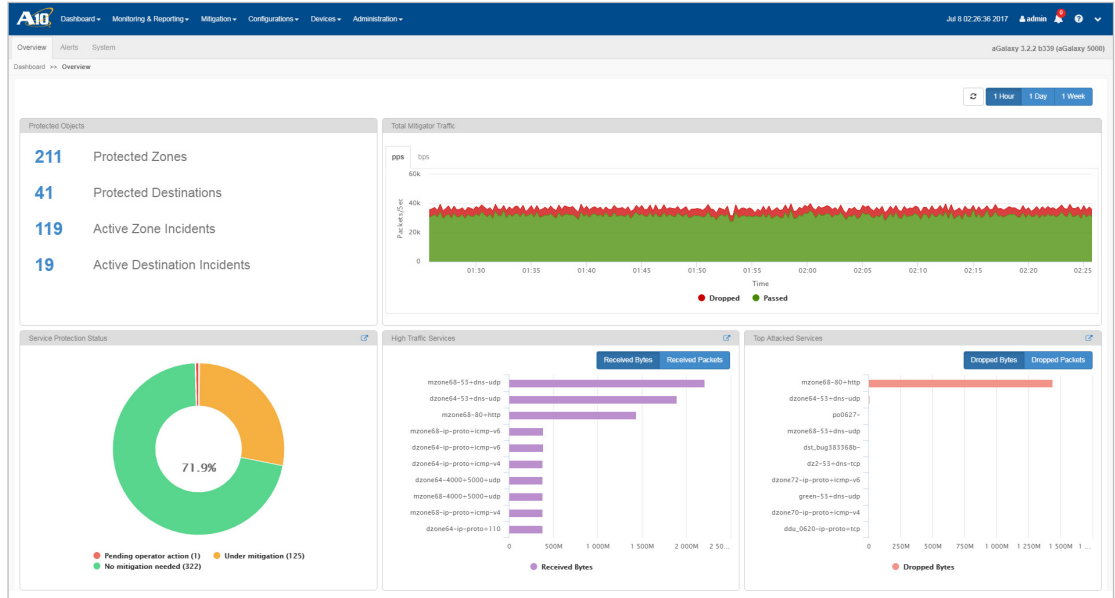 A10
Dashboard Monitoring & Reporting Mitigation Configurations Devices Administration
Jul 8 02:26:36 2017 admin 9
Overview Alerts System
aGalaxy 3.2.2 b339 (aGalaxy 5000)
Dashboard >> Overview
1 Hour 1 Day 1 Week
Protected Objects
211 Protected Zones
41 Protected Destinations
119 Active Zone Incidents
19 Active Destination Incidents
Total Mitigator Traffic
pps bps
60k
40k
20k
0
Packets/Sec
01:30 01:35 01:40 01:45 01:50 01:55 02:00 02:05 02:10 02:15 02:20 02:25
Time
Dropped Passed
Service Protection Status
71.9%
Pending operator action (1) Under mitigation (125)
No mitigation needed (322)
High Traffic Services
Received Bytes Received Packets
mzone68-53÷dns-udp
dzone64-53÷dns-udp
mzone68-80÷http
mzone68-ip-proto÷icmp-v6
dzone64-ip-proto÷icmp-v6
dzone64-ip-proto÷icmp-v4
dzone64-4000÷5000÷udp
mzone68-4000÷5000÷udp
mzone68-ip-proto÷icmp-v4
dzone64-ip-proto÷110
0 500M 1 000M 1 500M 2 000M 2 50...
Received Bytes
Top Attacked Services
Dropped Bytes Dropped Packets
mzone68-80÷http
dzone64-53÷dns-udp
po0627-
mzone68-53÷dns-udp
dst_bug383368b-
dz2-53÷dns-tcp
dzone72-ip-proto÷icmp-v6
green-53÷dns-udp
dzone70-ip-proto÷icmp-v4
ddu_0620-ip-proto÷tcp
0 250M 500M 750M 1 000M 1 250M 1 500M 1 ...
Dropped Bytes